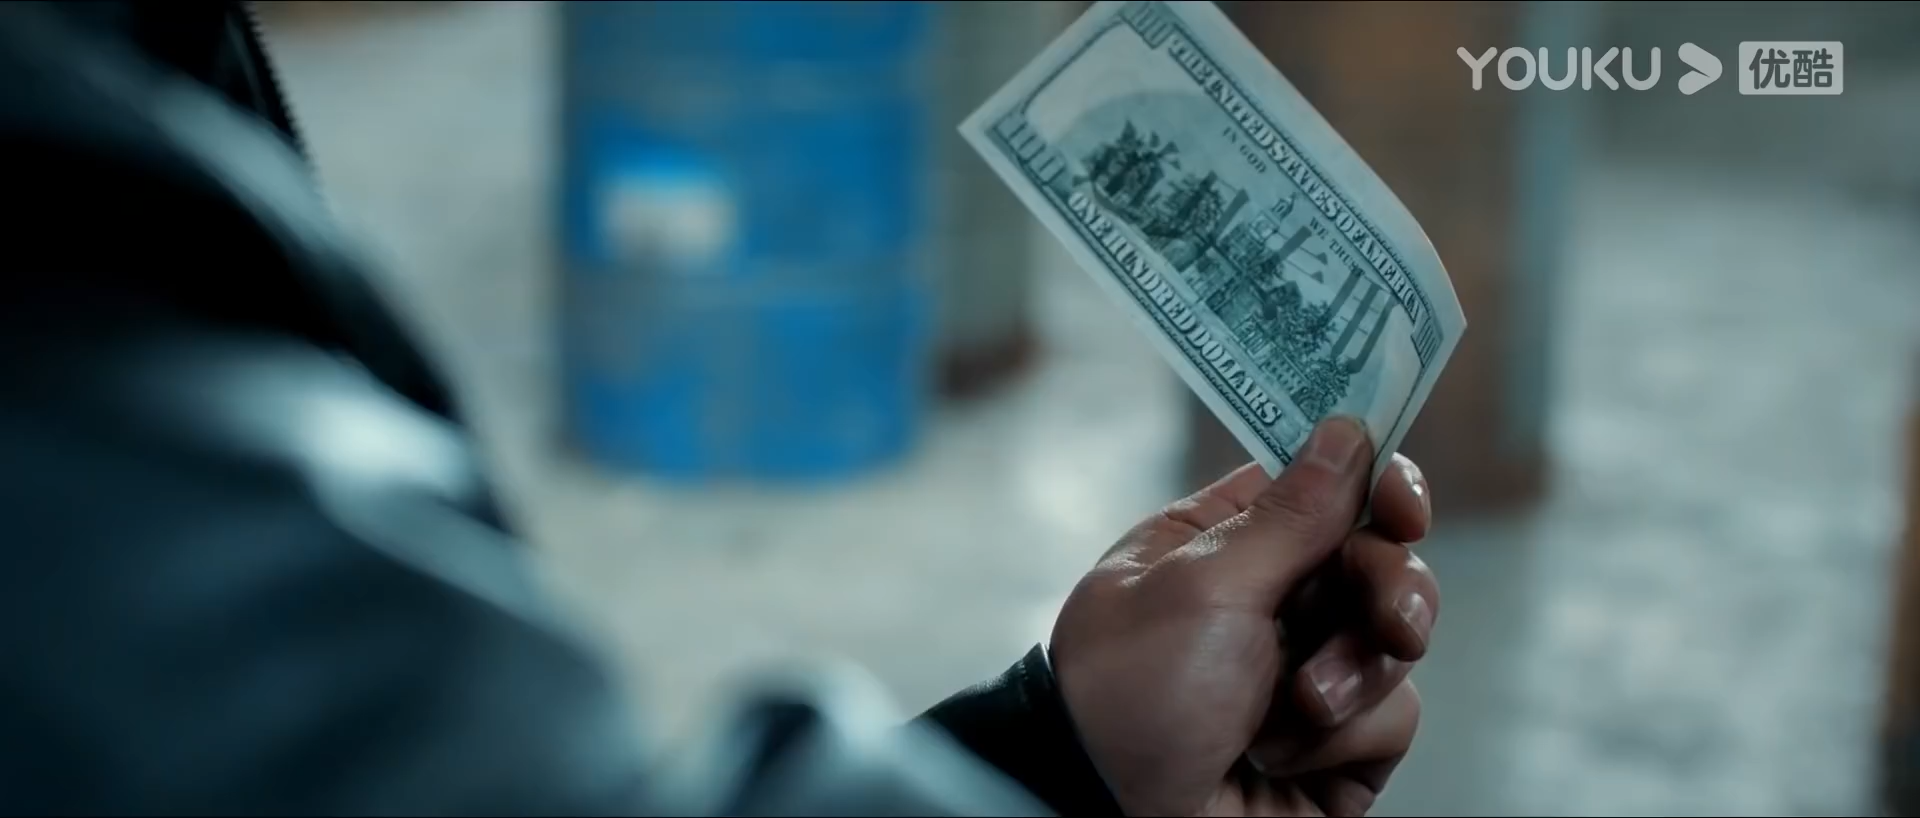 YOUKU 优酷
100
THE UNITED STATES OF AMERICA
IN GOD WE TRUST
100
ONE HUNDRED DOLLARS